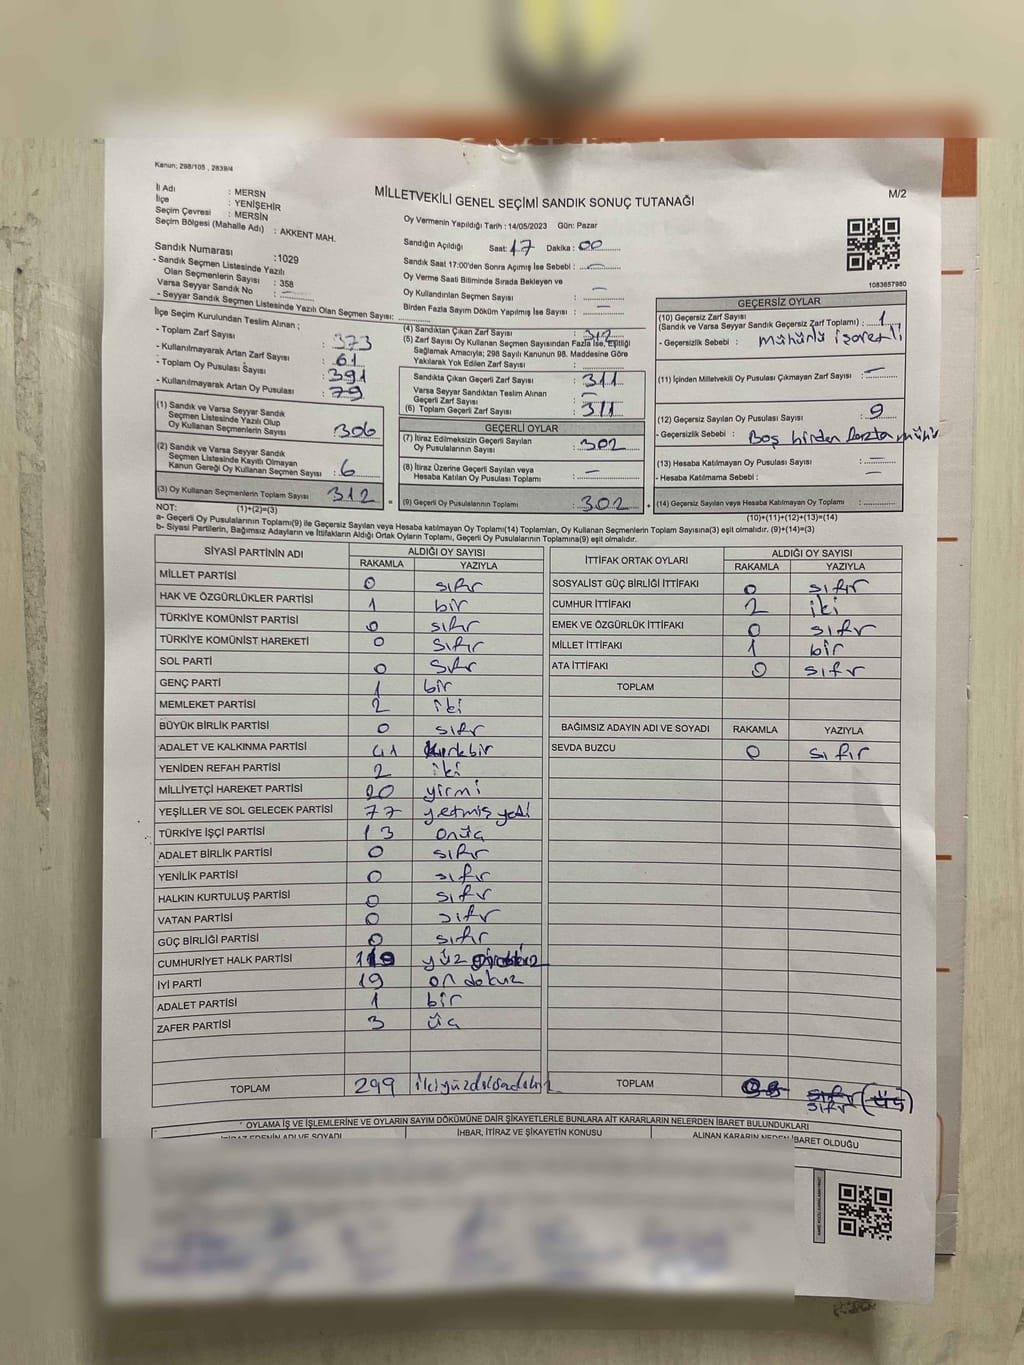 Kanun; 298/105 , 2839/4
MİLLETVEKİLİ GENEL SEÇİMİ SANDIK SONUÇ TUTANAĞI
M/2
İl Adı : MERSN
İlçe : YENİŞEHİR
Seçim Çevresi : MERSİN
Seçim Bölgesi (Mahalle Adı) : AKKENT MAH.
Sandık Numarası :1029
- Sandık Seçmen Listesinde Yazılı
Olan Seçmenlerin Sayısı : 358
Varsa Seyyar Sandık No :
- Seyyar Sandık Seçmen Listesinde Yazılı Olan Seçmen Sayısı:
İlçe Seçim Kurulundan Teslim Alınan ;
- Toplam Zarf Sayısı : 373
- Kullanılmayarak Artan Zarf Sayısı : 61
- Toplam Oy Pusulası Sayısı : 391
- Kullanılmayarak Artan Oy Pusulası : 79
(1) Sandık ve Varsa Seyyar Sandık
Seçmen Listesinde Yazılı Olup
Oy Kullanan Seçmenlerin Sayısı : 306
(2) Sandık ve Varsa Seyyar Sandık
Seçmen Listesinde Kayıtlı Olmayan
Kanun Gereği Oy Kullanan Seçmen Sayısı : 6
(3) Oy Kullanan Seçmenlerin Toplam Sayısı : 312
Oy Vermenin Yapıldığı Tarih : 14/05/2023 Gün: Pazar
Sandığın Açıldığı Saat: 17 Dakika : 00
Sandık Saat 17:00'den Sonra Açımış İse Sebebi : —
Oy Verme Saati Bitiminde Sırada Bekleyen ve
Oy Kullandırılan Seçmen Sayısı : —
Birden Fazla Sayım Döküm Yapılmış İse Sayısı : —
(4) Sandıktan Çıkan Zarf Sayısı : 312
(5) Zarf Sayısı Oy Kullanan Seçmen Sayısından Fazla İse, Eşitliği
Sağlamak Amacıyla; 298 Sayılı Kanunun 98. Maddesine Göre
Yakılarak Yok Edilen Zarf Sayısı :
Sandıkta Çıkan Geçerli Zarf Sayısı : 311
Varsa Seyyar Sandıktan Teslim Alınan
Geçerli Zarf Sayısı : —
(6) Toplam Geçerli Zarf Sayısı : 311
GEÇERLİ OYLAR
(7) İtiraz Edilmeksizin Geçerli Sayılan
Oy Pusulalarının Sayısı : 302
(8) İtiraz Üzerine Geçerli Sayılan veya
Hesaba Katılan Oy Pusulası Toplamı : —
(9) Geçerli Oy Pusulalarının Toplamı : 302
1083657980
GEÇERSİZ OYLAR
(10) Geçersiz Zarf Sayısı
(Sandık ve Varsa Seyyar Sandık Geçersiz Zarf Toplamı) : 1
- Geçersizlik Sebebi : mühürlü işaretli
(11) İçinden Milletvekili Oy Pusulası Çıkmayan Zarf Sayısı : —
(12) Geçersiz Sayılan Oy Pusulası Sayısı : 9
- Geçersizlik Sebebi : Boş birden fazla mühür
(13) Hesaba Katılmayan Oy Pusulası Sayısı : —
- Hesaba Katılmama Sebebi : —
(14) Geçersiz Sayılan veya Hesaba Katılmayan Oy Toplamı :
NOT: (1)+(2)=(3)
(10)+(11)+(12)+(13)=(14)
a- Geçerli Oy Pusulalarının Toplamı(9) ile Geçersiz Sayılan veya Hesaba katılmayan Oy Toplamı(14) Toplamları, Oy Kullanan Seçmenlerin Toplam Sayısına(3) eşit olmalıdır. (9)+(14)=(3)
b- Siyasi Partilerin, Bağımsız Adayların ve İttifakların Aldığı Ortak Oyların Toplamı, Geçerli Oy Pusulalarının Toplamına(9) eşit olmalıdır.
SİYASİ PARTİNİN ADI ALDIĞI OY SAYISI
RAKAMLA YAZIYLA
MİLLET PARTİSİ 0 sıfır
HAK VE ÖZGÜRLÜKLER PARTİSİ 1 bir
TÜRKİYE KOMÜNİST PARTİSİ 0 sıfır
TÜRKİYE KOMÜNİST HAREKETİ 0 sıfır
SOL PARTİ 0 sıfır
GENÇ PARTİ 1 bir
MEMLEKET PARTİSİ 2 iki
BÜYÜK BİRLİK PARTİSİ 0 sıfır
ADALET VE KALKINMA PARTİSİ 41 kırkbir
YENİDEN REFAH PARTİSİ 2 iki
MİLLİYETÇİ HAREKET PARTİSİ 20 yirmi
YEŞİLLER VE SOL GELECEK PARTİSİ 77 yetmiş yedi
TÜRKİYE İŞÇİ PARTİSİ 13 onüç
ADALET BİRLİK PARTİSİ 0 sıfır
YENİLİK PARTİSİ 0 sıfır
HALKIN KURTULUŞ PARTİSİ 0 sıfır
VATAN PARTİSİ 0 sıfır
GÜÇ BİRLİĞİ PARTİSİ 0 sıfır
CUMHURİYET HALK PARTİSİ 119 yüz
İYİ PARTİ 19 on dokuz
ADALET PARTİSİ 1 bir
ZAFER PARTİSİ 3 üç
TOPLAM 299 ikiyüzdoksandokuz
İTTİFAK ORTAK OYLARI ALDIĞI OY SAYISI
RAKAMLA YAZIYLA
SOSYALİST GÜÇ BİRLİĞİ İTTİFAKI 0 sıfır
CUMHUR İTTİFAKI 2 iki
EMEK VE ÖZGÜRLÜK İTTİFAKI 0 sıfır
MİLLET İTTİFAKI 1 bir
ATA İTTİFAKI 0 sıfır
TOPLAM
BAĞIMSIZ ADAYIN ADI VE SOYADI RAKAMLA YAZIYLA
SEVDA BUZCU 0 sıfır
TOPLAM sıfır
sıfır
* OYLAMA İŞ VE İŞLEMLERİNE VE OYLARIN SAYIM DÖKÜMÜNE DAİR ŞİKAYETLERLE BUNLARA AİT KARARLARIN NELERDEN İBARET BULUNDUKLARI
İTİRAZ EDENİN ADI VE SOYADI İHBAR, İTİRAZ VE ŞİKAYETİN KONUSU ALINAN KARARIN NEDEN İBARET OLDUĞU